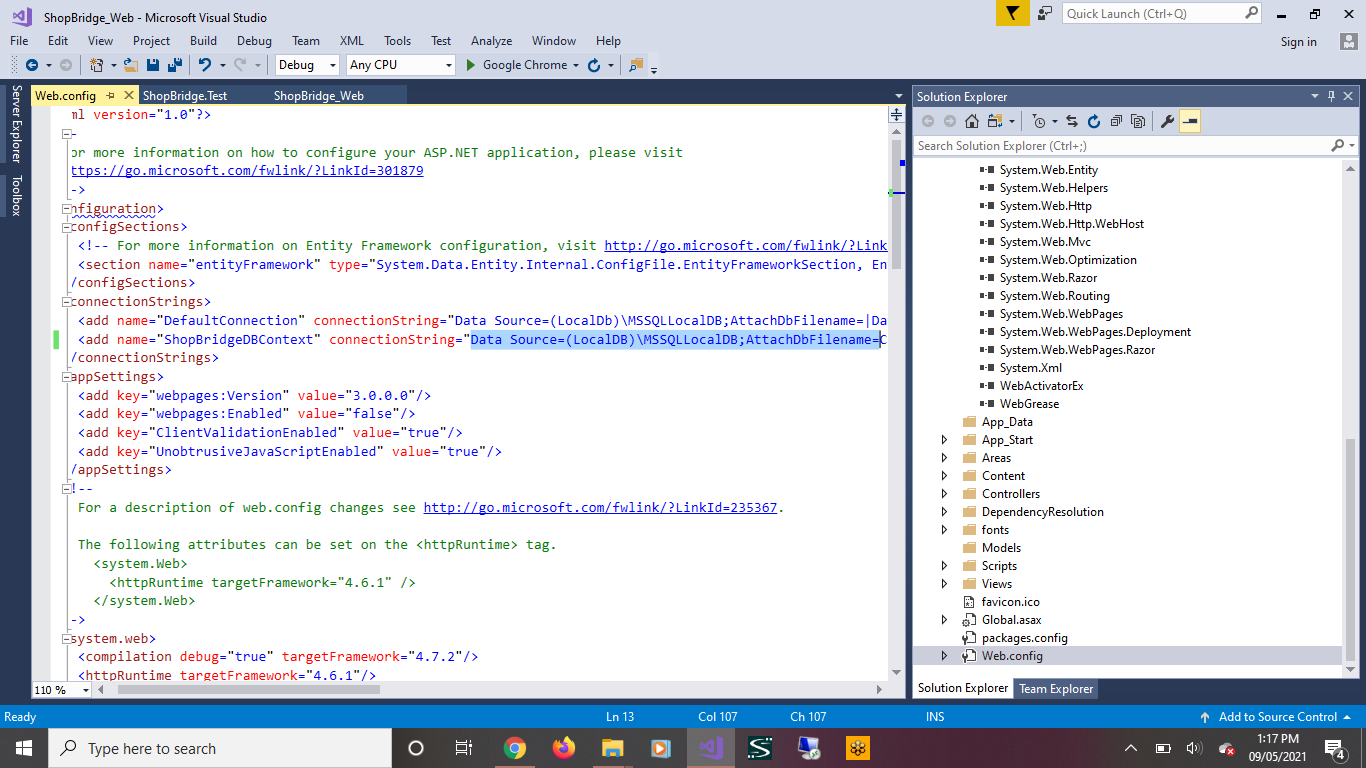 ShopBridge_Web - Microsoft Visual Studio
Quick Launch (Ctrl+Q)
File Edit View Project Build Debug Team XML Tools Test Analyze Window Help
Sign in
Debug Any CPU Google Chrome
Server Explorer
Toolbox
Web.config ShopBridge.Test ShopBridge_Web
ml version="1.0"?>
-
or more information on how to configure your ASP.NET application, please visit
ttps://go.microsoft.com/fwlink/?LinkId=301879
->
nfiguration>
configSections>
<!-- For more information on Entity Framework configuration, visit http://go.microsoft.com/fwlink/?Link
<section name="entityFramework" type="System.Data.Entity.Internal.ConfigFile.EntityFrameworkSection, En
/configSections>
connectionStrings>
<add name="DefaultConnection" connectionString="Data Source=(LocalDb)\MSSQLLocalDB;AttachDbFilename=|Da
<add name="ShopBridgeDBContext" connectionString="Data Source=(LocalDB)\MSSQLLocalDB;AttachDbFilename=C
/connectionStrings>
appSettings>
<add key="webpages:Version" value="3.0.0.0"/>
<add key="webpages:Enabled" value="false"/>
<add key="ClientValidationEnabled" value="true"/>
<add key="UnobtrusiveJavaScriptEnabled" value="true"/>
/appSettings>
!--
For a description of web.config changes see http://go.microsoft.com/fwlink/?LinkId=235367.
The following attributes can be set on the <httpRuntime> tag.
<system.Web>
<httpRuntime targetFramework="4.6.1" />
</system.Web>
->
system.web>
<compilation debug="true" targetFramework="4.7.2"/>
<httpRuntime targetFramework="4.6.1"/>
110 %
Solution Explorer
Search Solution Explorer (Ctrl+;)
System.Web.Entity
System.Web.Helpers
System.Web.Http
System.Web.Http.WebHost
System.Web.Mvc
System.Web.Optimization
System.Web.Razor
System.Web.Routing
System.Web.WebPages
System.Web.WebPages.Deployment
System.Web.WebPages.Razor
System.Xml
WebActivatorEx
WebGrease
App_Data
App_Start
Areas
Content
Controllers
DependencyResolution
fonts
Models
Scripts
Views
favicon.ico
Global.asax
packages.config
Web.config
Solution Explorer Team Explorer
Ready Ln 13 Col 107 Ch 107 INS Add to Source Control
Type here to search
1:17 PM
09/05/2021
4